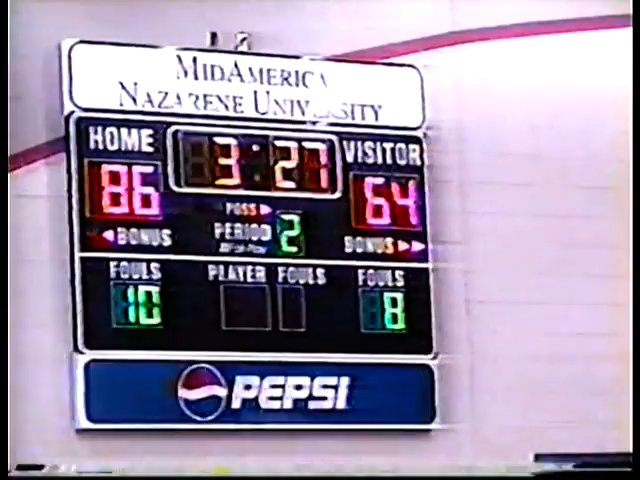 MIDAMERICA
NAZARENE UNIVERSITY
HOME 3:27 VISITOR
86 64
POSS ▶
◀BONUS PERIOD 2 BONUS▶▶
FOULS PLAYER FOULS FOULS
10 8
PEPSI